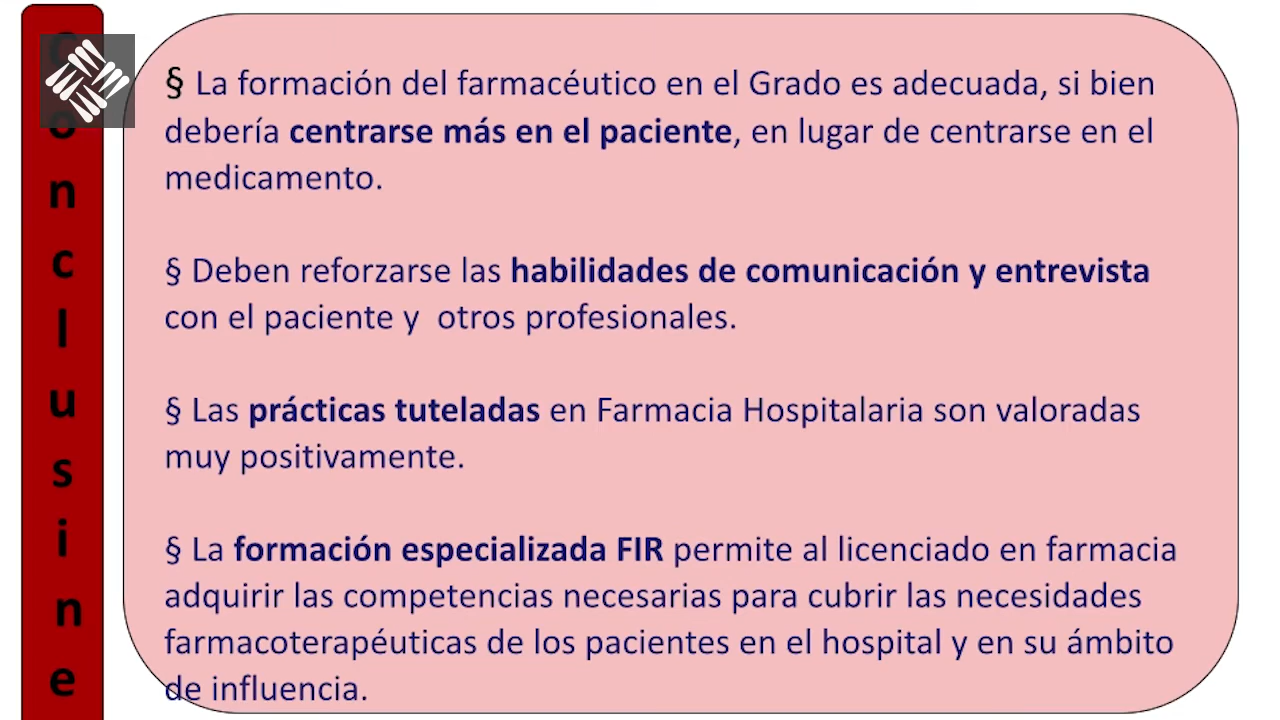 C
o
n
c
l
u
s
i
n
e
§ La formación del farmacéutico en el Grado es adecuada, si bien
debería centrarse más en el paciente, en lugar de centrarse en el
medicamento.
§ Deben reforzarse las habilidades de comunicación y entrevista
con el paciente y otros profesionales.
§ Las prácticas tuteladas en Farmacia Hospitalaria son valoradas
muy positivamente.
§ La formación especializada FIR permite al licenciado en farmacia
adquirir las competencias necesarias para cubrir las necesidades
farmacoterapéuticas de los pacientes en el hospital y en su ámbito
de influencia.